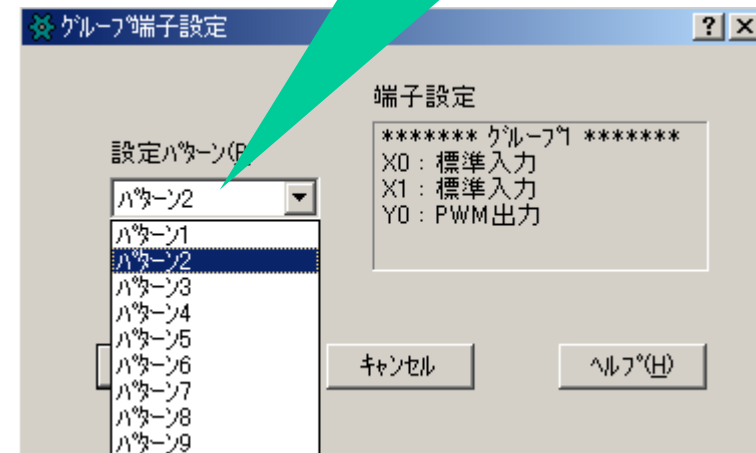 グループ端子設定
端子設定
設定パターン(P
******* グループ1 *******
X0 : 標準入力
X1 : 標準入力
Y0 : PWM出力
パターン2
パターン1
パターン2
パターン3
パターン4
パターン5
パターン6
パターン7
パターン8
パターン9
キャンセル
ヘルプ(H)